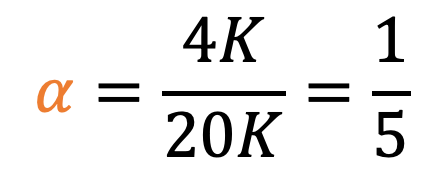 α = 4K/20K = 1/5